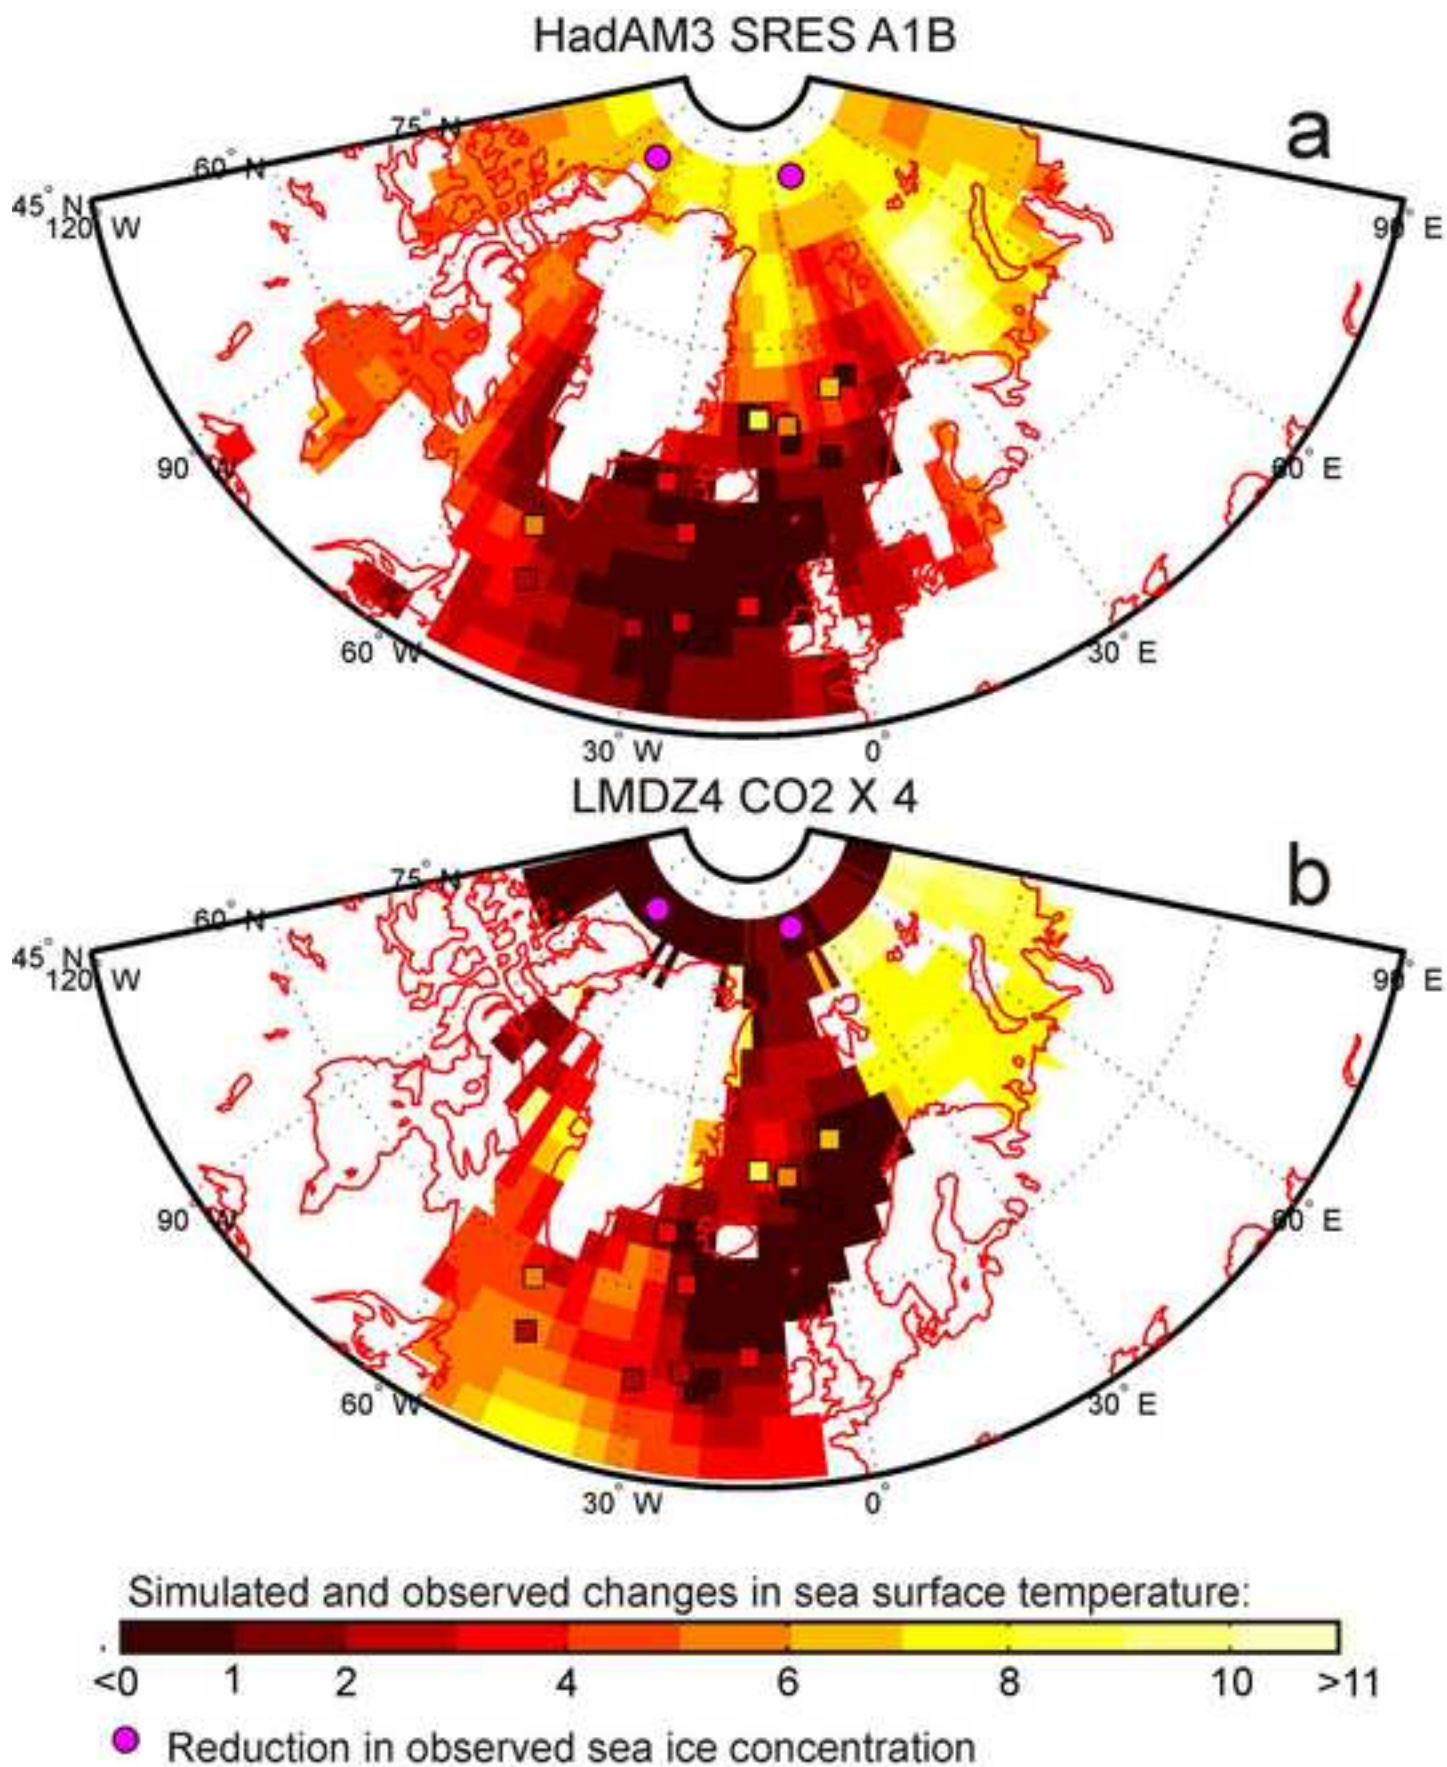 HadAM3 SRES A1B
a
75° N
60° N
45° N
120° W
90° E
90° W
60° E
60° W
30° E
30° W
0°
LMDZ4 CO2 X 4
b
75° N
60° N
45° N
120° W
90° E
90° W
60° E
60° W
30° E
30° W
0°
Simulated and observed changes in sea surface temperature:
<0 1 2 4 6 8 10 >11
Reduction in observed sea ice concentration